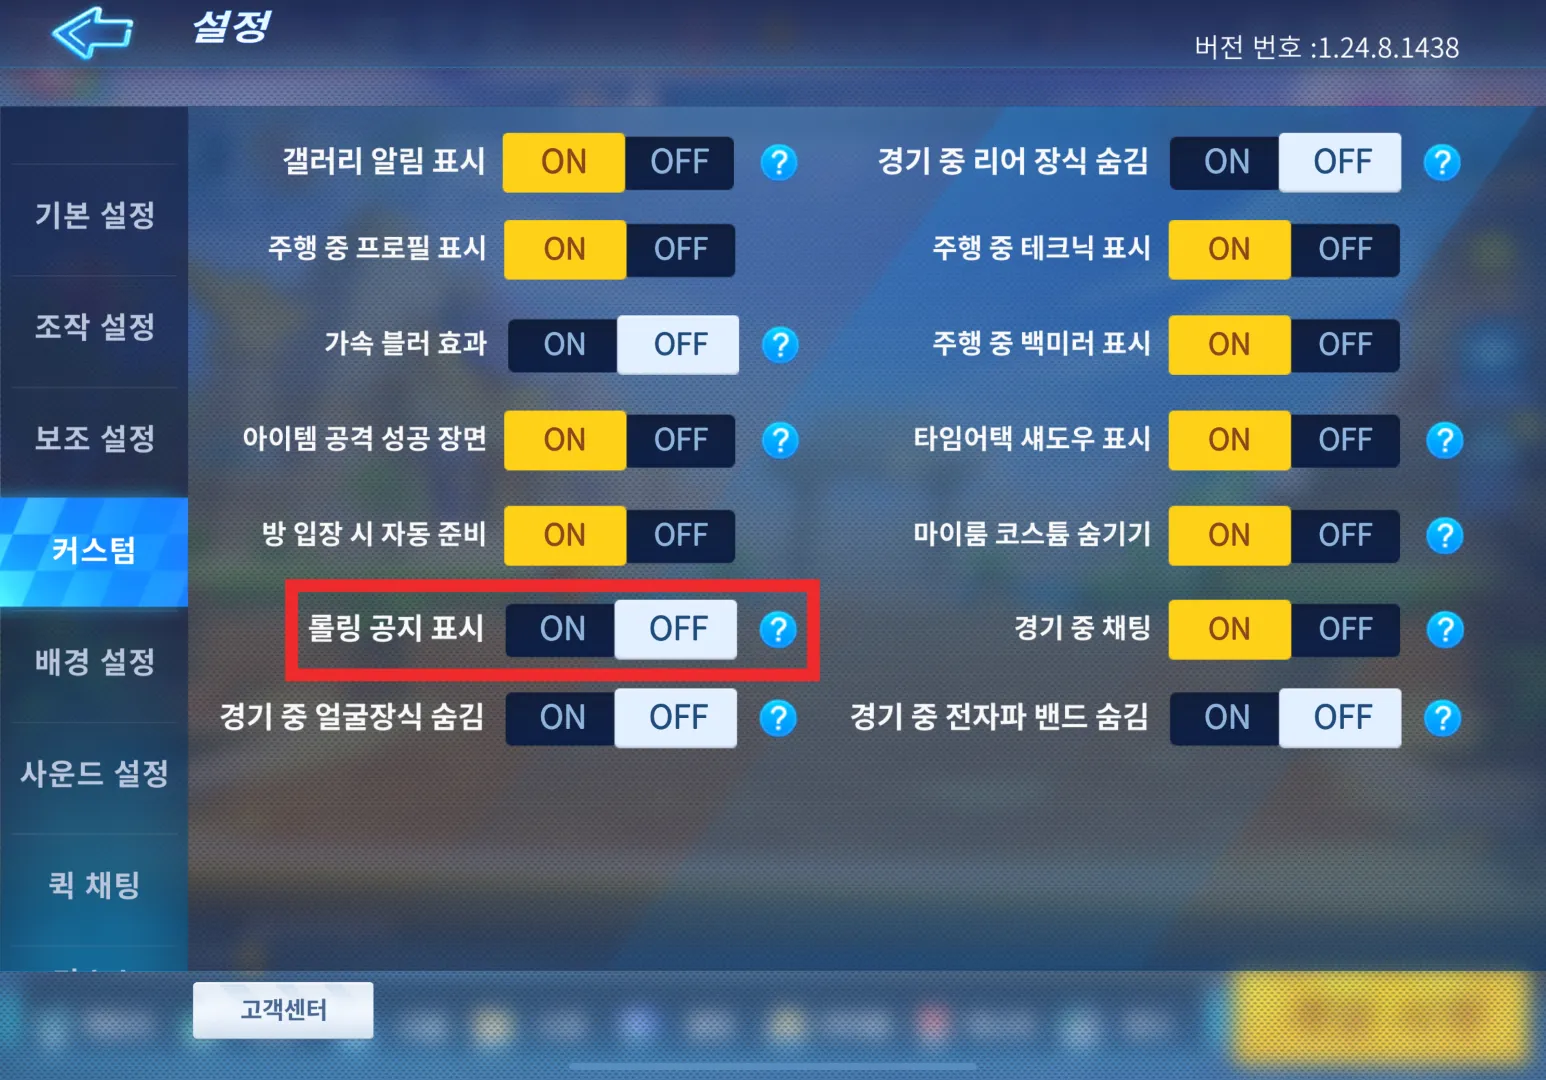 설정
버전 번호 :1.24.8.1438
기본 설정
조작 설정
보조 설정
커스텀
배경 설정
사운드 설정
퀵 채팅
갤러리 알림 표시 ON OFF ?
경기 중 리어 장식 숨김 ON OFF ?
주행 중 프로필 표시 ON OFF
주행 중 테크닉 표시 ON OFF
가속 블러 효과 ON OFF ?
주행 중 백미러 표시 ON OFF
아이템 공격 성공 장면 ON OFF ?
타임어택 섀도우 표시 ON OFF ?
방 입장 시 자동 준비 ON OFF
마이룸 코스튬 숨기기 ON OFF ?
롤링 공지 표시 ON OFF ?
경기 중 채팅 ON OFF ?
경기 중 얼굴장식 숨김 ON OFF ?
경기 중 전자파 밴드 숨김 ON OFF ?
고객센터